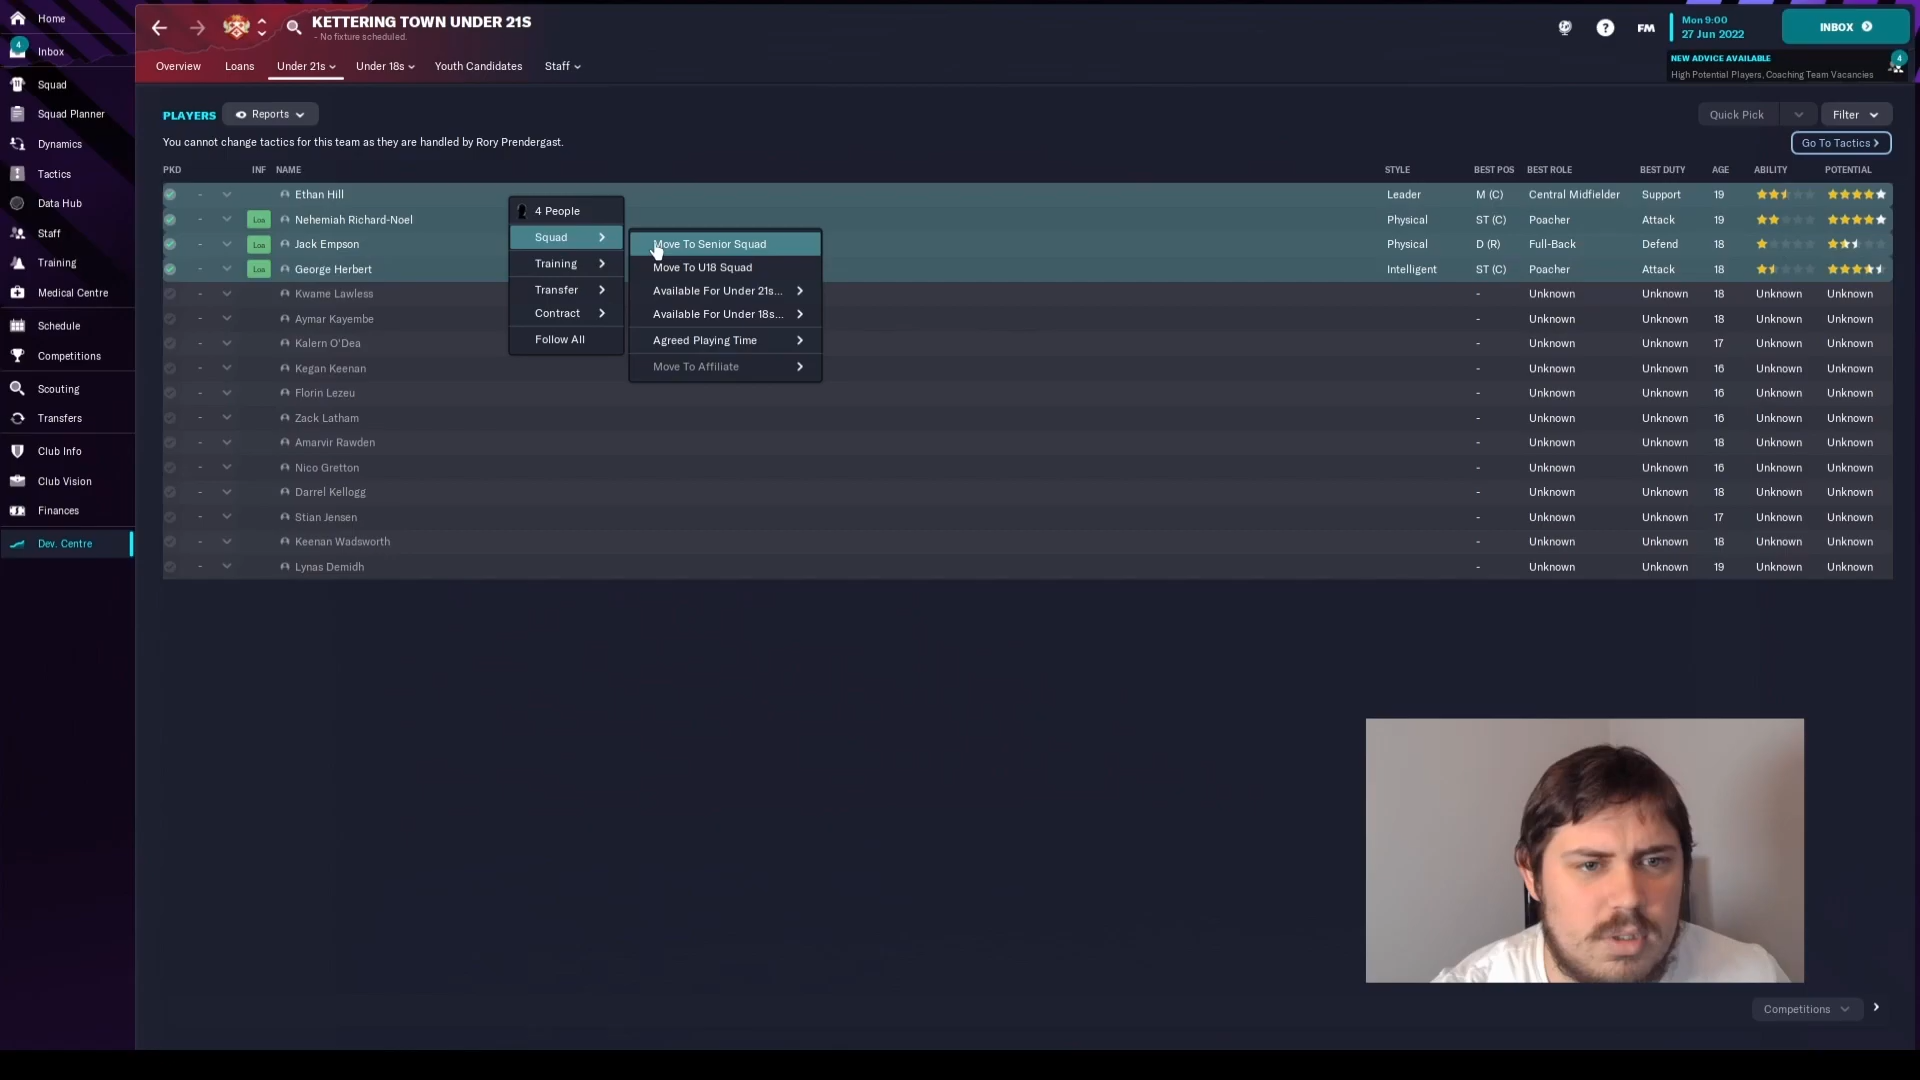 Home
KETTERING TOWN UNDER 21S
- No fixture scheduled.
FM
Mon 9:00
27 Jun 2022
INBOX
4
Inbox
NEW ADVICE AVAILABLE
High Potential Players, Coaching Team Vacancies
4
Overview
Loans
Under 21s
Under 18s
Youth Candidates
Staff
Squad
Squad Planner
Dynamics
Tactics
Data Hub
Staff
Training
Medical Centre
Schedule
Competitions
Scouting
Transfers
Club Info
Club Vision
Finances
Dev. Centre
PLAYERS
Reports
Quick Pick
Filter
You cannot change tactics for this team as they are handled by Rory Prendergast.
Go To Tactics
PKD INF NAME STYLE BEST POS BEST ROLE BEST DUTY AGE ABILITY POTENTIAL
- Ethan Hill Leader M (C) Central Midfielder Support 19
- Loa Nehemiah Richard-Noel Physical ST (C) Poacher Attack 19
- Loa Jack Empson Physical D (R) Full-Back Defend 18
- Loa George Herbert Intelligent ST (C) Poacher Attack 18
- Kwame Lawless - Unknown Unknown 18 Unknown Unknown
- Aymar Kayembe - Unknown Unknown 18 Unknown Unknown
- Kalern O'Dea - Unknown Unknown 17 Unknown Unknown
- Kegan Keenan - Unknown Unknown 16 Unknown Unknown
- Florin Lezeu - Unknown Unknown 16 Unknown Unknown
- Zack Latham - Unknown Unknown 16 Unknown Unknown
- Amarvir Rawden - Unknown Unknown 18 Unknown Unknown
- Nico Gretton - Unknown Unknown 16 Unknown Unknown
- Darrel Kellogg - Unknown Unknown 18 Unknown Unknown
- Stian Jensen - Unknown Unknown 17 Unknown Unknown
- Keenan Wadsworth - Unknown Unknown 18 Unknown Unknown
- Lynas Demidh - Unknown Unknown 19 Unknown Unknown
4 People
Squad
Training
Transfer
Contract
Follow All
Move To Senior Squad
Move To U18 Squad
Available For Under 21s...
Available For Under 18s...
Agreed Playing Time
Move To Affiliate
Competitions